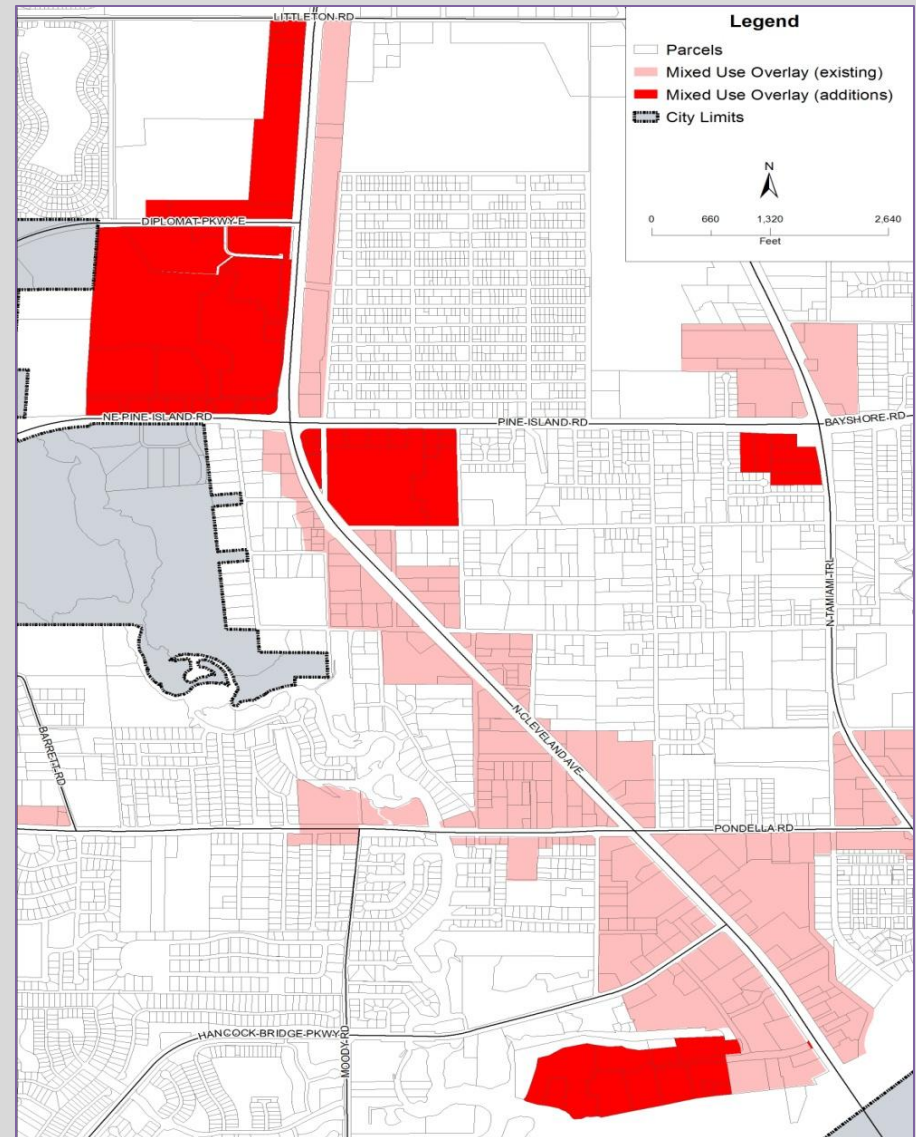 LITTLETON RD
Legend
Parcels
Mixed Use Overlay (existing)
Mixed Use Overlay (additions)
City Limits
N
0 660 1,320 2,640
Feet
DIPLOMAT-PKWY-E
NE-PINE-ISLAND-RD
PINE-ISLAND-RD
BAYSHORE-RD
N-TAMIAMI-TRL
N-CLEVELAND-AVE
BARRETT-RD
PONDELLA RD
HANCOCK-BRIDGE-PKWY
MOODY-RD